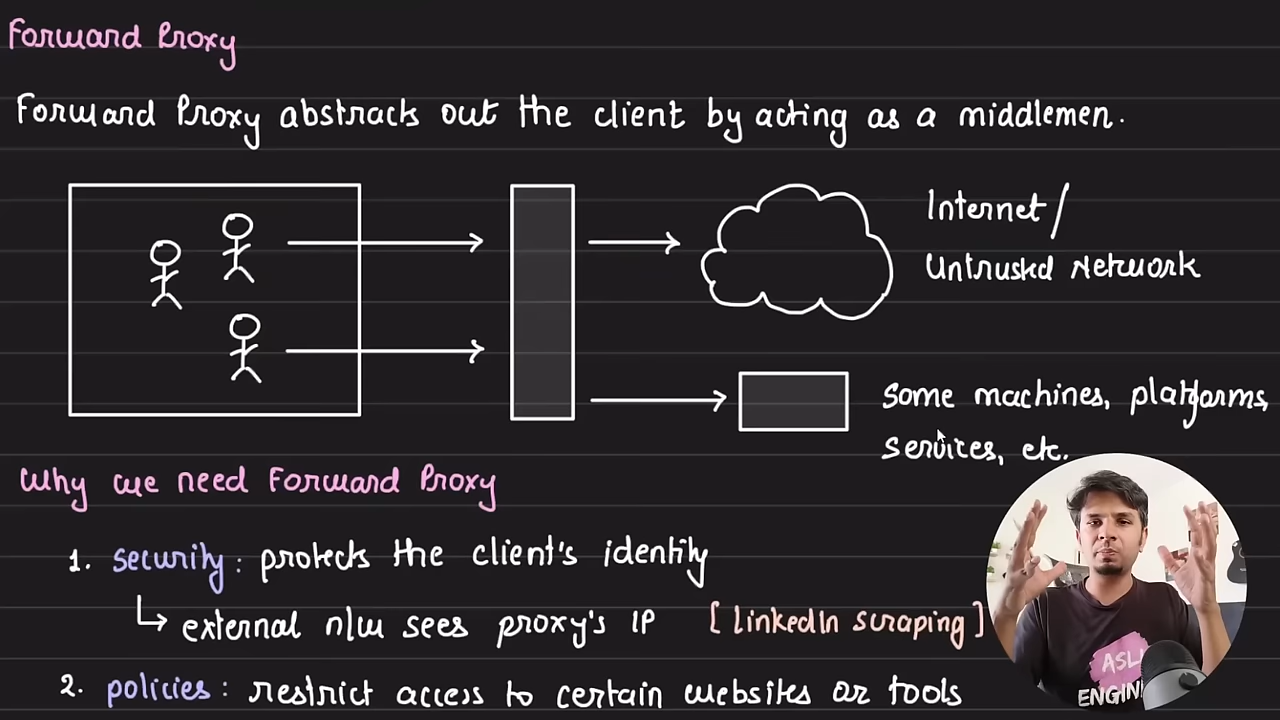 Forward Proxy
Forward Proxy abstracts out the client by acting as a middlemen.
Internet/
Untrusted Network
Some machines, platforms,
services, etc.
Why we need Forward Proxy
1. security: protects the client's identity
↳ external n/w sees proxy's IP [LinkedIn scraping]
2. policies: restrict access to certain websites or tools
ASLI
ENGIN